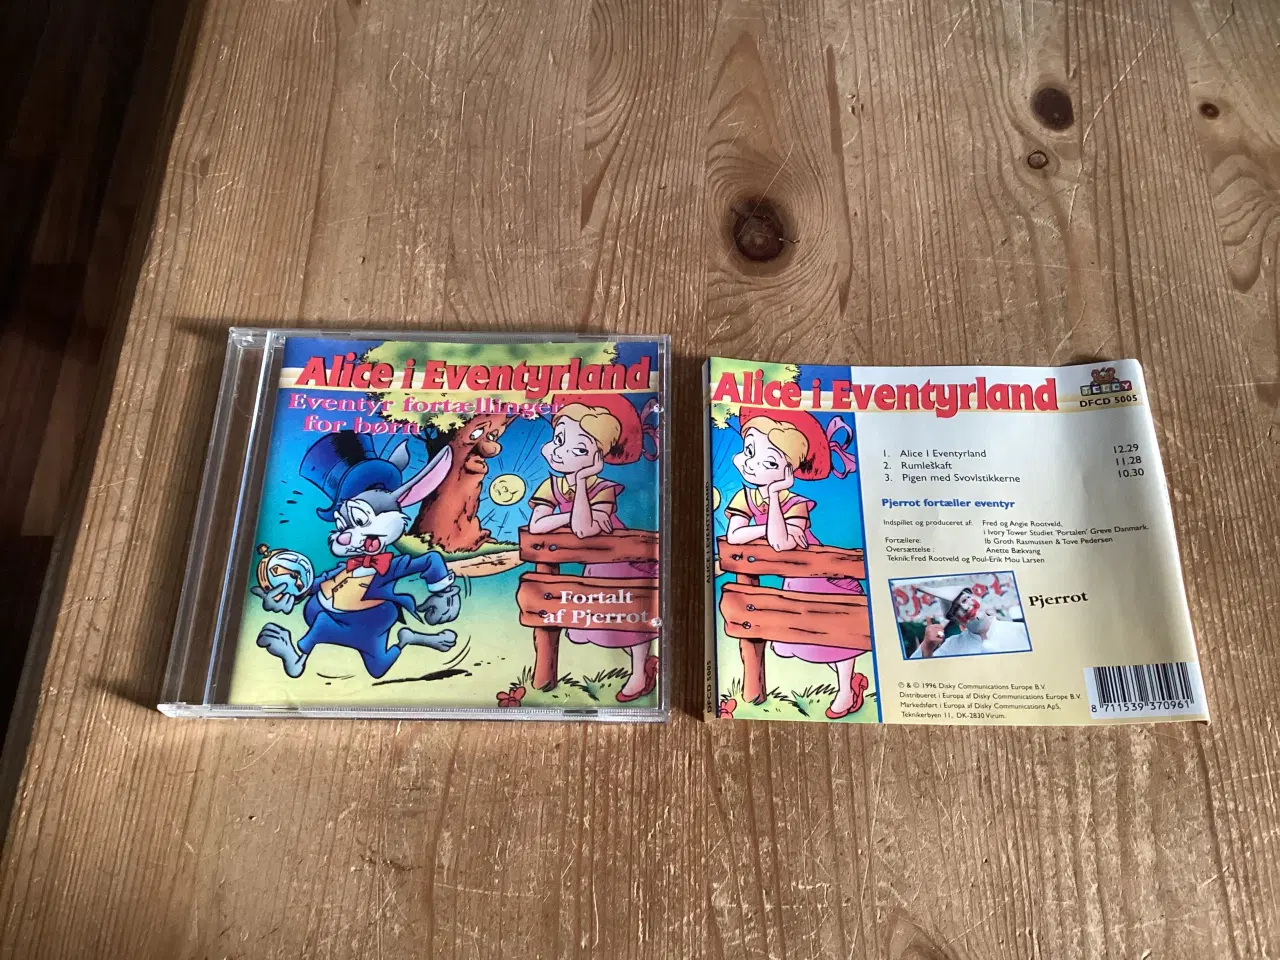 Alice i Eventyrland
Eventyr fortællinger
for børn
Fortalt
af Pjerrot
Alice i Eventyrland
DFCD 5005
1. Alice I Eventyrland 12.29
2. Rumleškaft 11.28
3. Pigen med Svovlstikkerne 10.30
Pjerrot fortæller eventyr
Indspillet og produceret af: Fred og Angie Rootveld,
i Ivory Tower Studiet 'Portalen' Greve Danmark.
Fortællere: Ib Groth Rasmussen & Tove Pedersen
Oversættelse : Anette Bækvang
Teknik: Fred Rootveld og Poul-Erik Mou Larsen
Pjerrot
℗ & © 1996 Disky Communications Europe B.V.
Distribueret i Europa af Disky Communications Europe B.V.
Markedsført i Europa af Disky Communications ApS,
Teknikerbyen 11, DK-2830 Virum.
8 711539 370961
ALICE I EVENTYRLAND
DFCD 5005